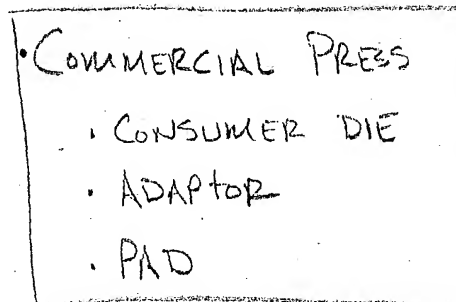 • COMMERCIAL PRESS
• CONSUMER DIE
• ADAPTOR
• PAD